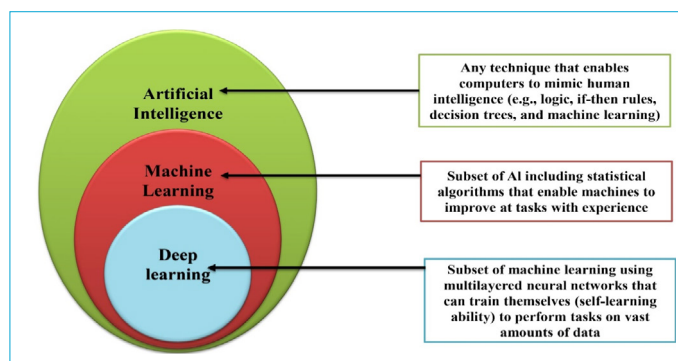 Artificial
Intelligence
Any technique that enables
computers to mimic human
intelligence (e.g., logic, if-then rules,
decision trees, and machine learning)
Machine
Learning
Subset of AI including statistical
algorithms that enable machines to
improve at tasks with experience
Deep
learning
Subset of machine learning using
multilayered neural networks that
can train themselves (self-learning
ability) to perform tasks on vast
amounts of data